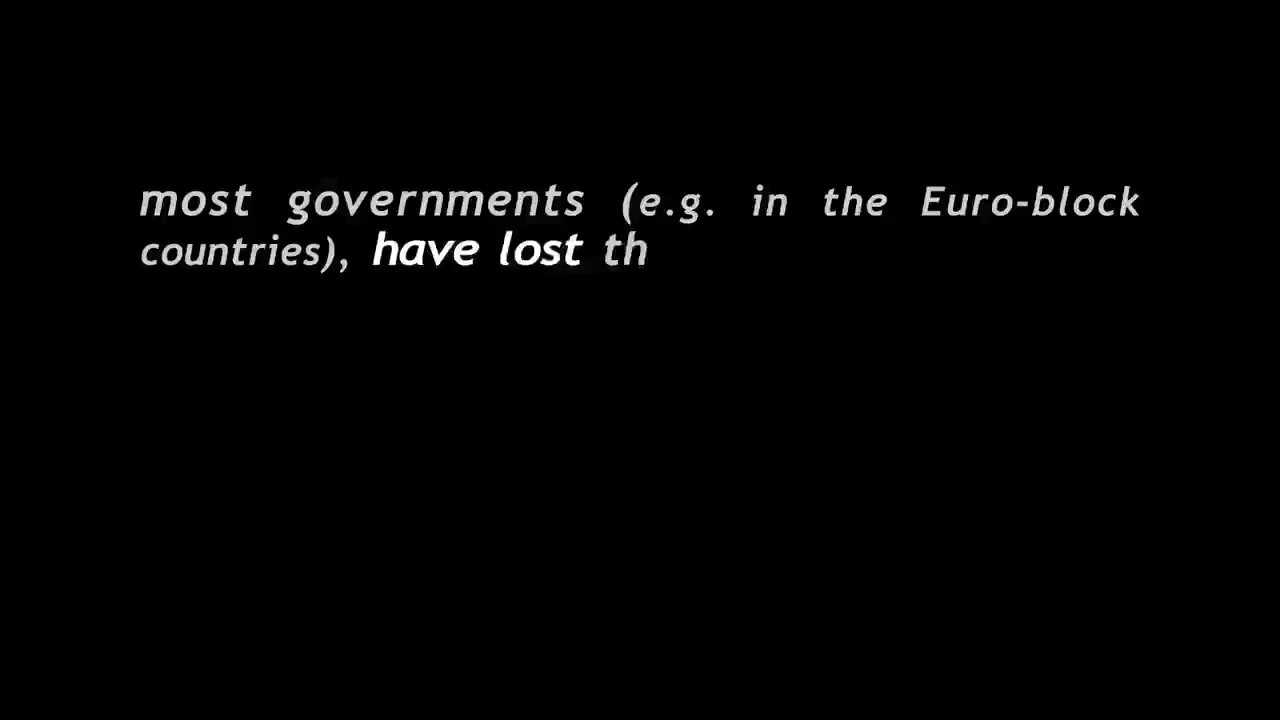 most governments (e.g. in the Euro-block
countries), have lost th